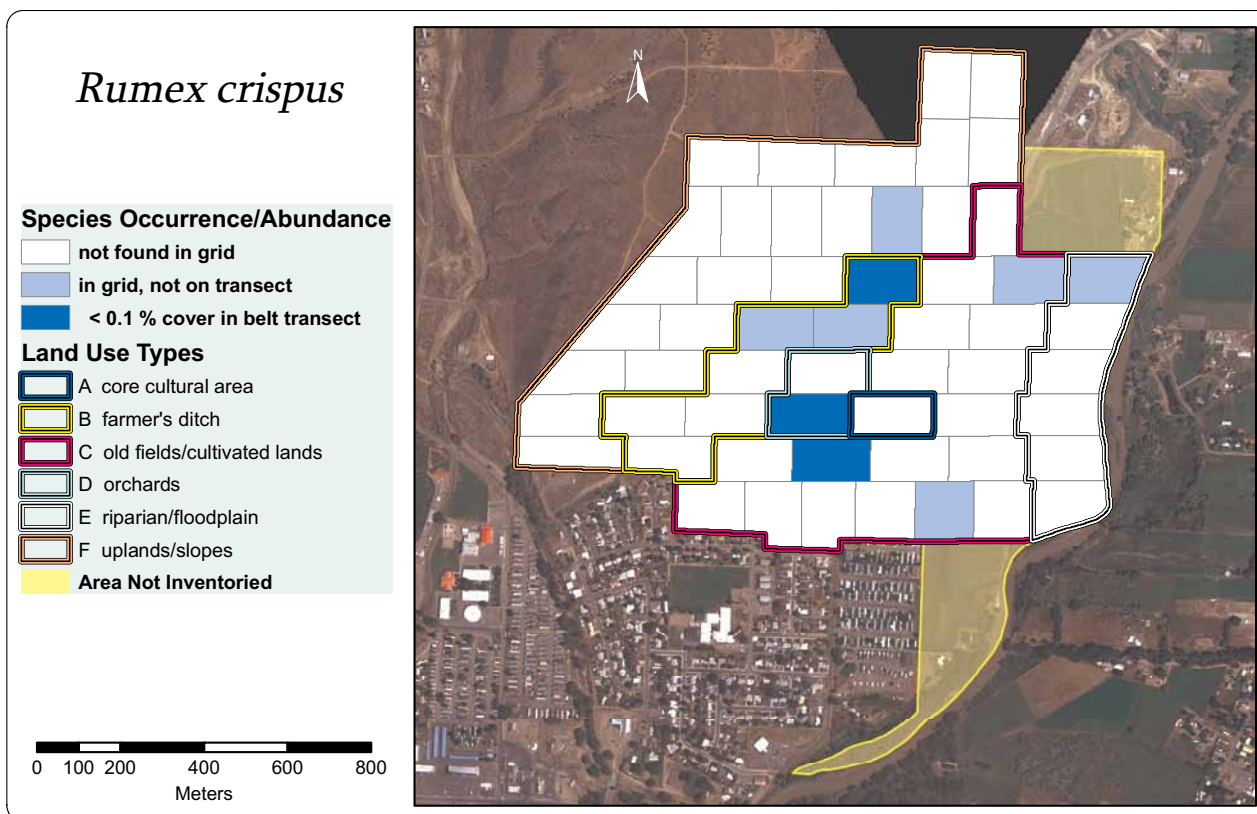 Rumex crispus
Species Occurrence/Abundance
not found in grid
in grid, not on transect
< 0.1 % cover in belt transect
Land Use Types
A core cultural area
B farmer's ditch
C old fields/cultivated lands
D orchards
E riparian/floodplain
F uplands/slopes
Area Not Inventoried
0 100 200 400 600 800
Meters
N